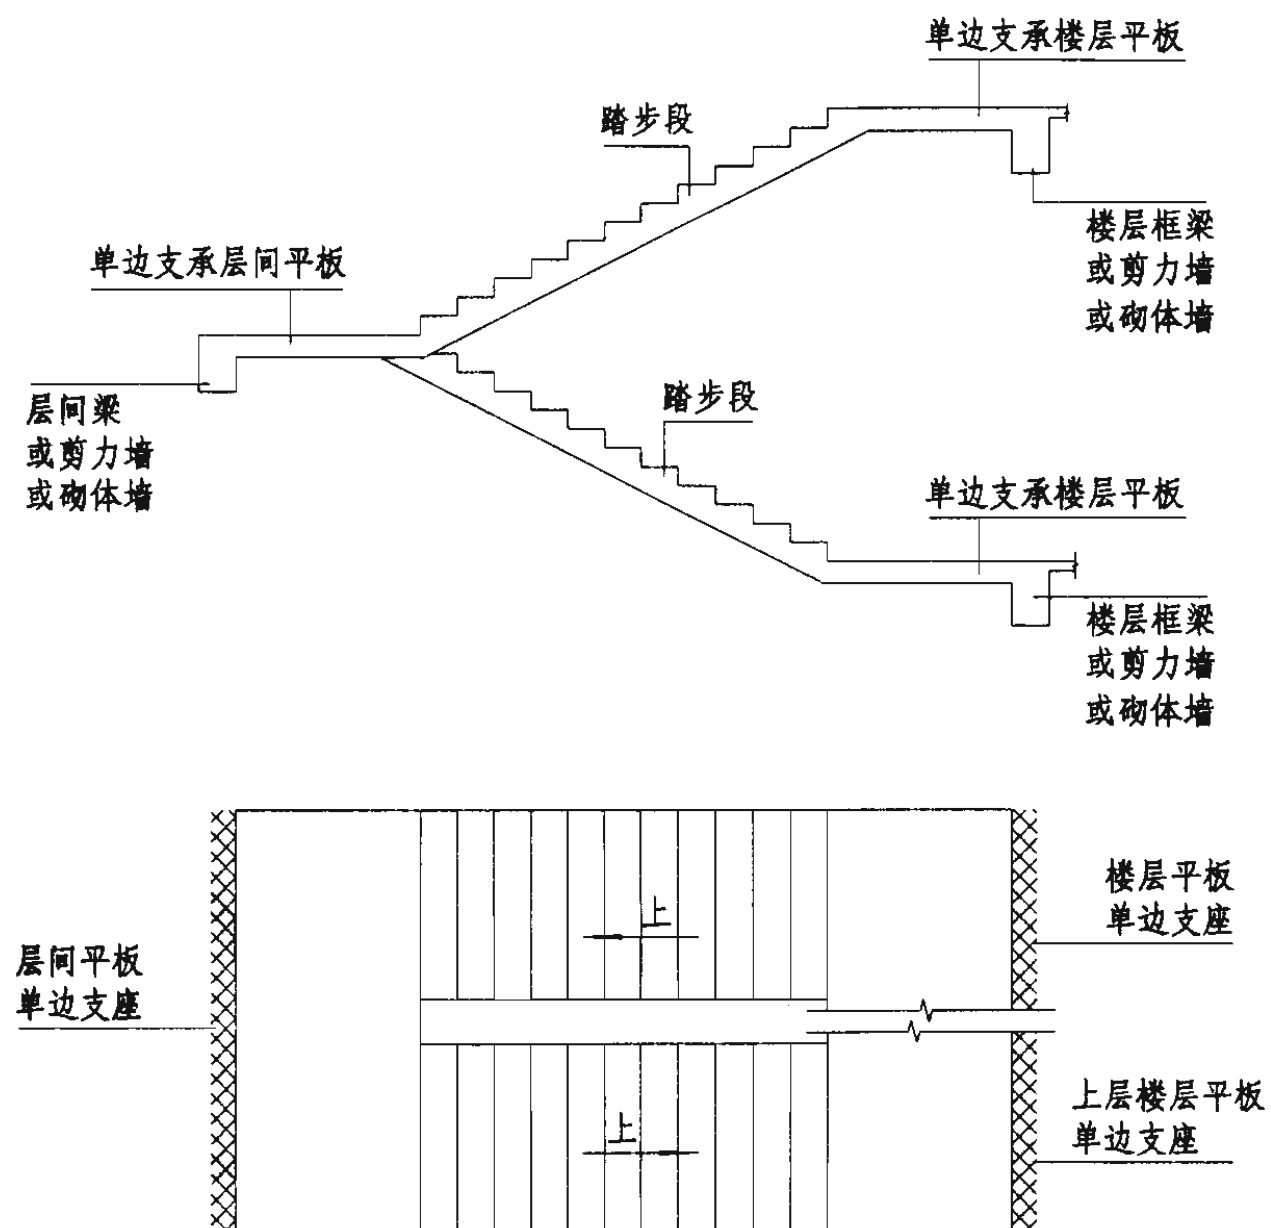 单边支承楼层平板
踏步段
楼层框梁
或剪力墙
或砌体墙
单边支承层间平板
层间梁
或剪力墙
或砌体墙
踏步段
单边支承楼层平板
楼层框梁
或剪力墙
或砌体墙
楼层平板
单边支座
上
层间平板
单边支座
上层楼层平板
单边支座
上